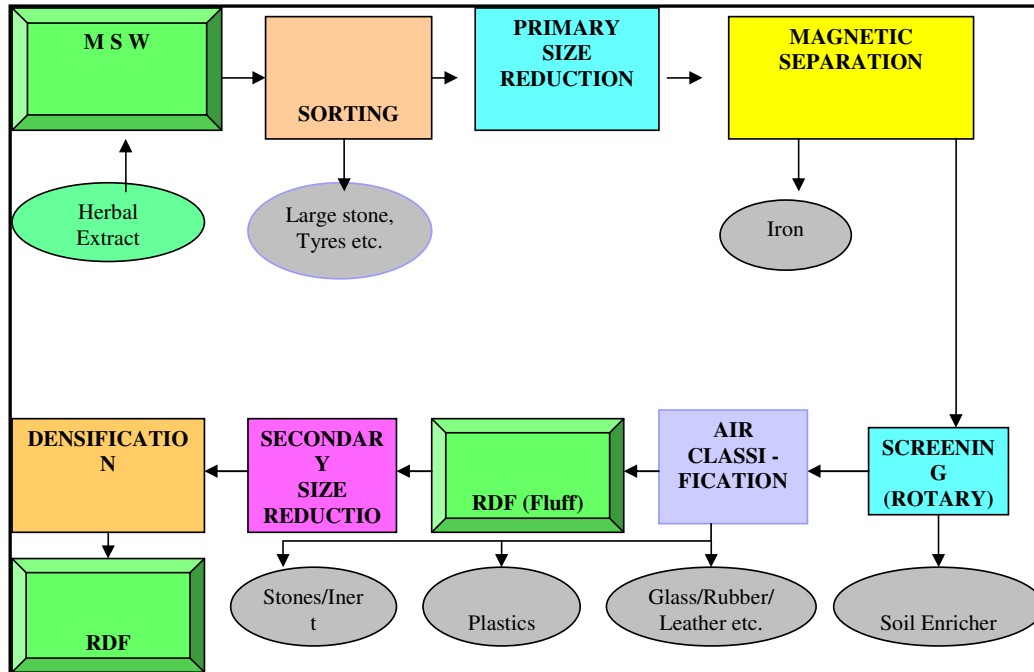 M S W
SORTING
PRIMARY
SIZE
REDUCTION
MAGNETIC
SEPARATION
Herbal
Extract
Large stone,
Tyres etc.
Iron
DENSIFICATIO
N
SECONDAR
Y
SIZE
REDUCTIO
RDF (Fluff)
AIR
CLASSI -
FICATION
SCREENIN
G
(ROTARY)
RDF
Stones/Iner
t
Plastics
Glass/Rubber/
Leather etc.
Soil Enricher